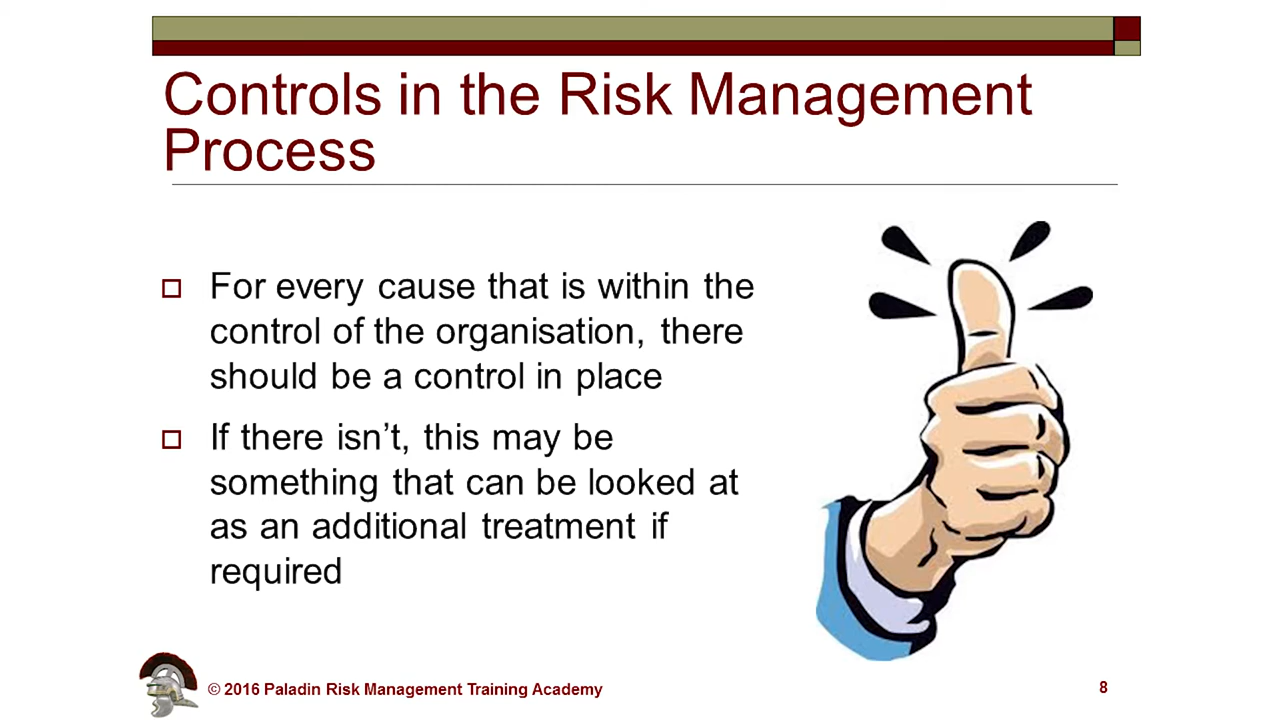 Controls in the Risk Management
Process
For every cause that is within the
control of the organisation, there
should be a control in place
If there isn’t, this may be
something that can be looked at
as an additional treatment if
required
© 2016 Paladin Risk Management Training Academy
8